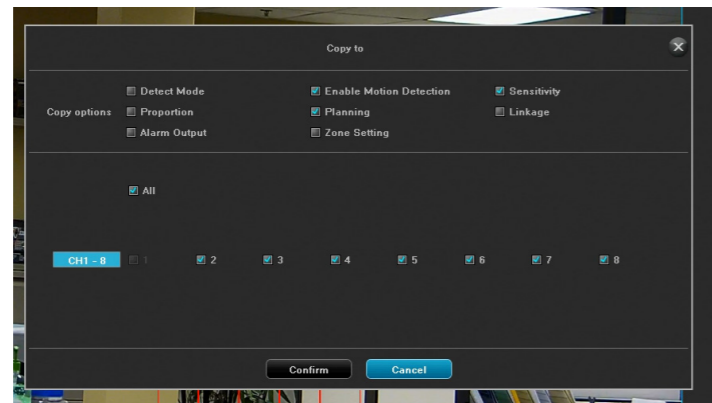 Copy to
Detect Mode Enable Motion Detection Sensitivity
Copy options Proportion Planning Linkage
Alarm Output Zone Setting
All
CH1 - 8 1 2 3 4 5 6 7 8
Confirm Cancel